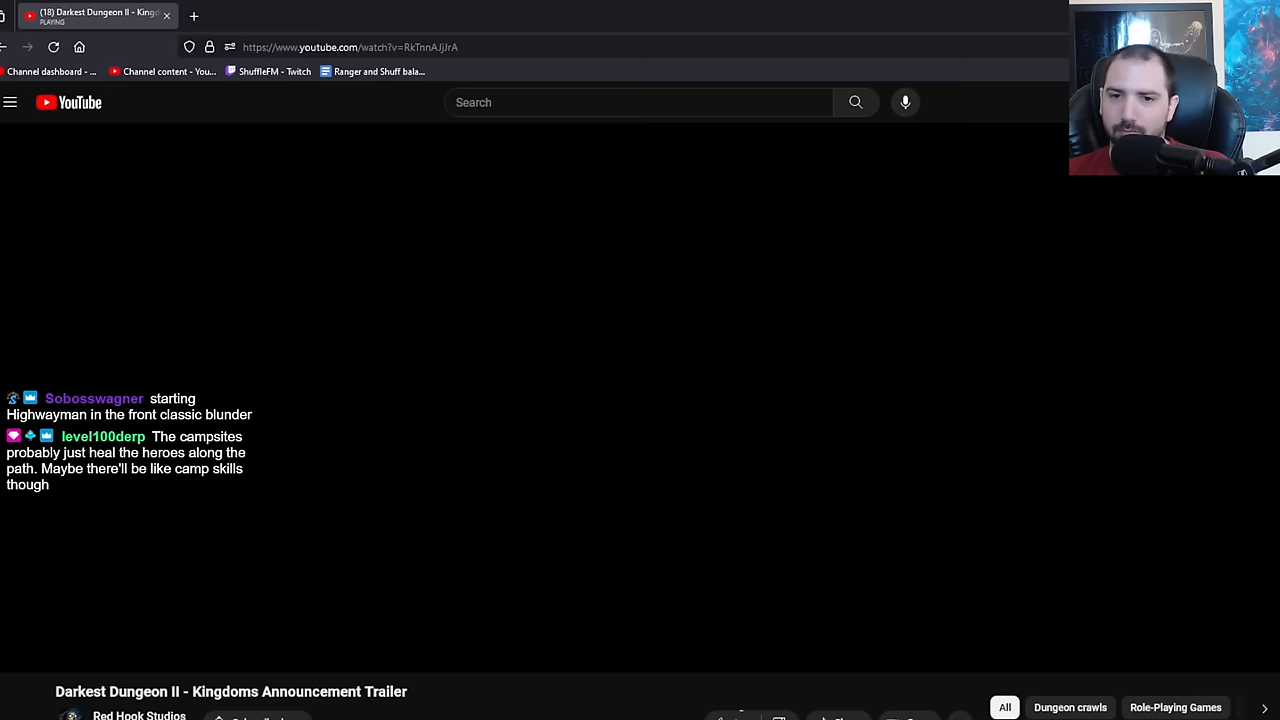 (18) Darkest Dungeon II - King
PLAYING
https://www.youtube.com/watch?v=RkTnnAJjJrA
Channel dashboard - ...
Channel content - You...
ShuffleFM - Twitch
Ranger and Shuff bala...
YouTube
Search
Sobosswagner starting
Highwayman in the front classic blunder
level100derp The campsites
probably just heal the heroes along the
path. Maybe there'll be like camp skills
though
Darkest Dungeon II - Kingdoms Announcement Trailer
Red Hook Studios
All
Dungeon crawls
Role-Playing Games